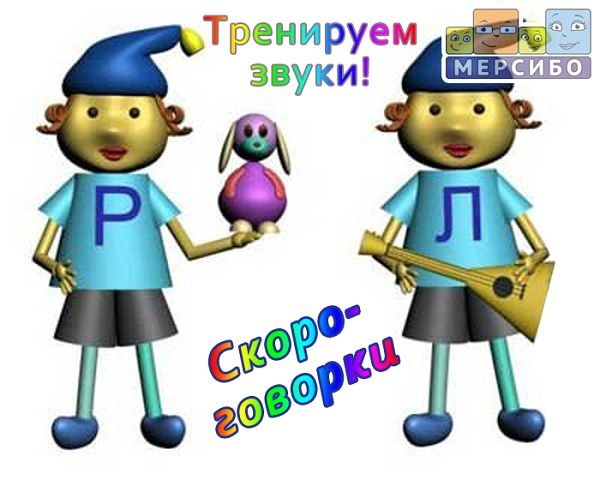 Тренируем
звуки!
МЕРСИБО
Р
Л
Скоро-
говорки